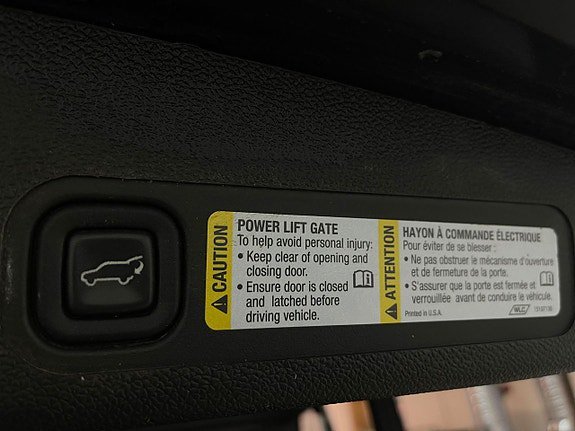 CAUTION
POWER LIFT GATE
To help avoid personal injury:
• Keep clear of opening and
closing door.
• Ensure door is closed
and latched before
driving vehicle.
ATTENTION
HAYON À COMMANDE ÉLECTRIQUE
Pour éviter de se blesser :
• Ne pas obstruer le mécanisme d'ouverture
et de fermeture de la porte.
• S'assurer que la porte est fermée et
verrouillée avant de conduire le véhicule.
Printed in U.S.A.